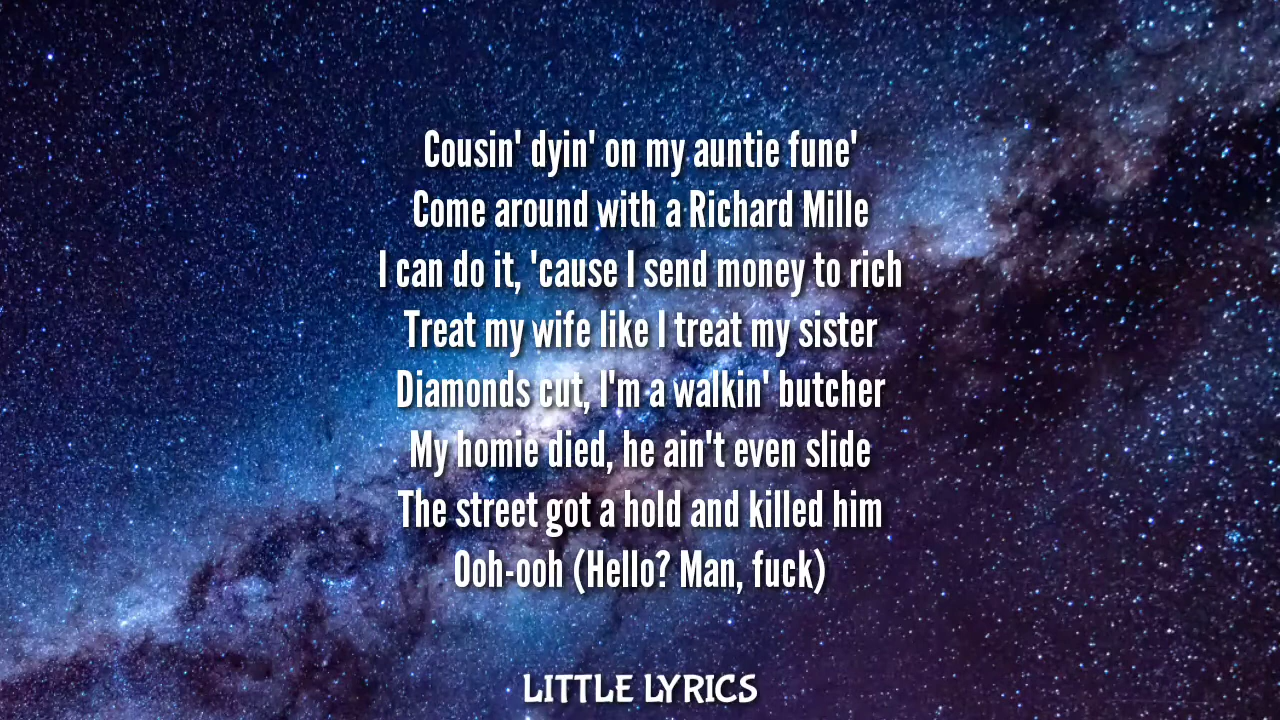 Cousin' dyin' on my auntie fune'
Come around with a Richard Mille
I can do it, 'cause I send money to rich
Treat my wife like I treat my sister
Diamonds cut, I'm a walkin' butcher
My homie died, he ain't even slide
The street got a hold and killed him
Ooh-ooh (Hello? Man, fuck)
LITTLE LYRICS